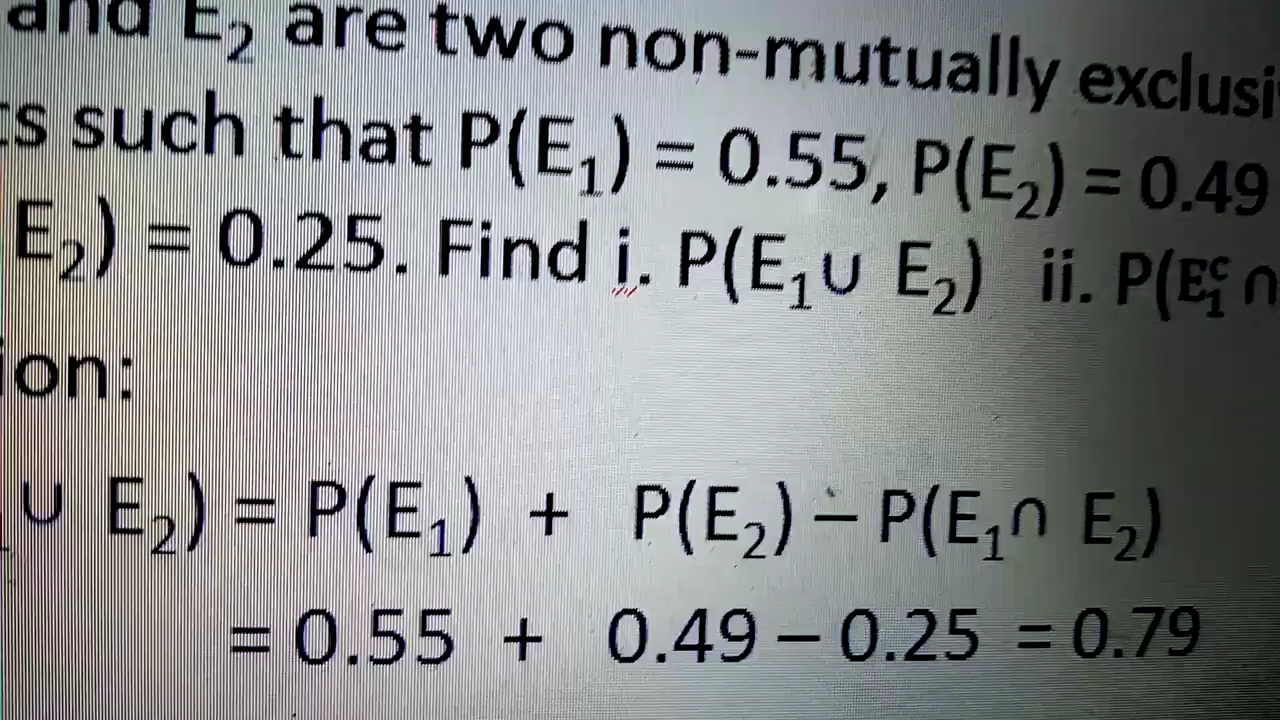 and E₂ are two non-mutually exclusi
s such that P(E₁) = 0.55, P(E₂) = 0.49
E₂) = 0.25. Find i. P(E₁∪ E₂) ii. P(E₁ᶜ ∩
ion:
∪ E₂) = P(E₁) + P(E₂) – P(E₁∩ E₂)
= 0.55 + 0.49 – 0.25 = 0.79